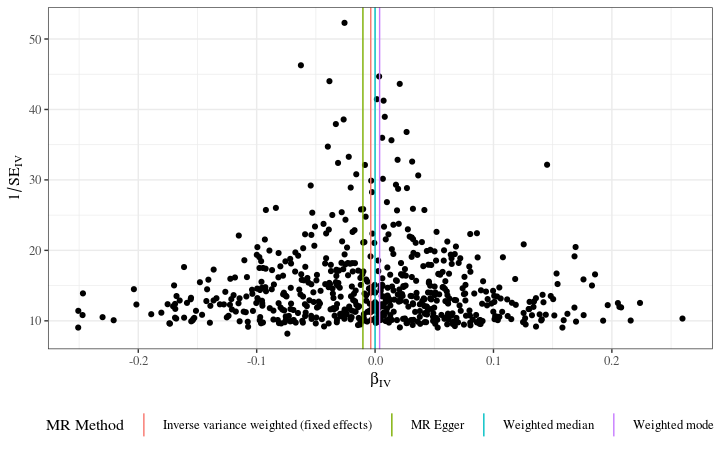 50
40
30
20
10
1/SE_IV
-0.2
-0.1
0.0
0.1
0.2
β_IV
MR Method
Inverse variance weighted (fixed effects)
MR Egger
Weighted median
Weighted mode